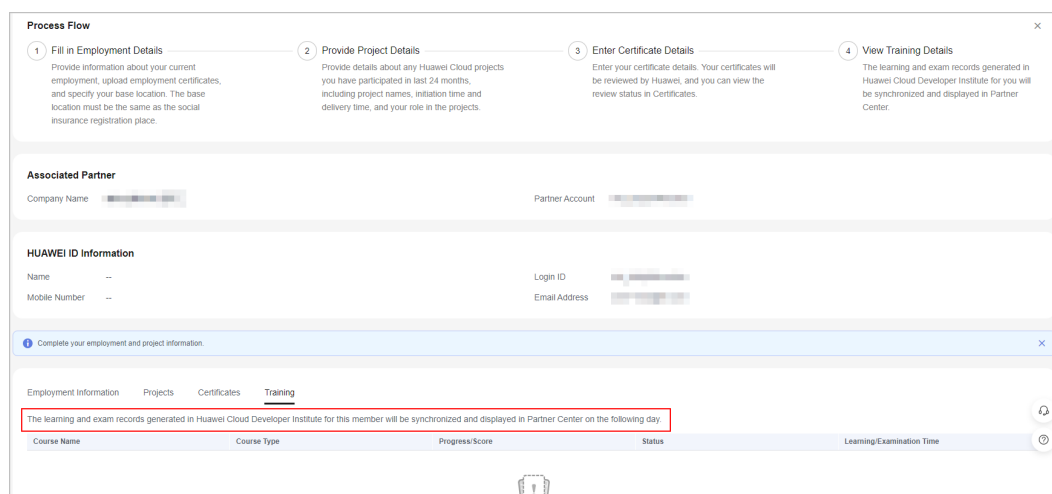 Process Flow
1 Fill in Employment Details
2 Provide Project Details
3 Enter Certificate Details
4 View Training Details
Provide information about your current
employment, upload employment certificates,
and specify your base location. The base
location must be the same as the social
insurance registration place.
Provide details about any Huawei Cloud projects
you have participated in last 24 months,
including project names, initiation time and
delivery time, and your role in the projects.
Enter your certificate details. Your certificates will
be reviewed by Huawei, and you can view the
review status in Certificates.
The learning and exam records generated in
Huawei Cloud Developer Institute for you will
be synchronized and displayed in Partner
Center.
Associated Partner
Company Name
Partner Account
HUAWEI ID Information
Name --
Login ID
Mobile Number --
Email Address
Complete your employment and project information.
Employment Information Projects Certificates Training
The learning and exam records generated in Huawei Cloud Developer Institute for this member will be synchronized and displayed in Partner Center on the following day.
Course Name Course Type Progress/Score Status Learning/Examination Time